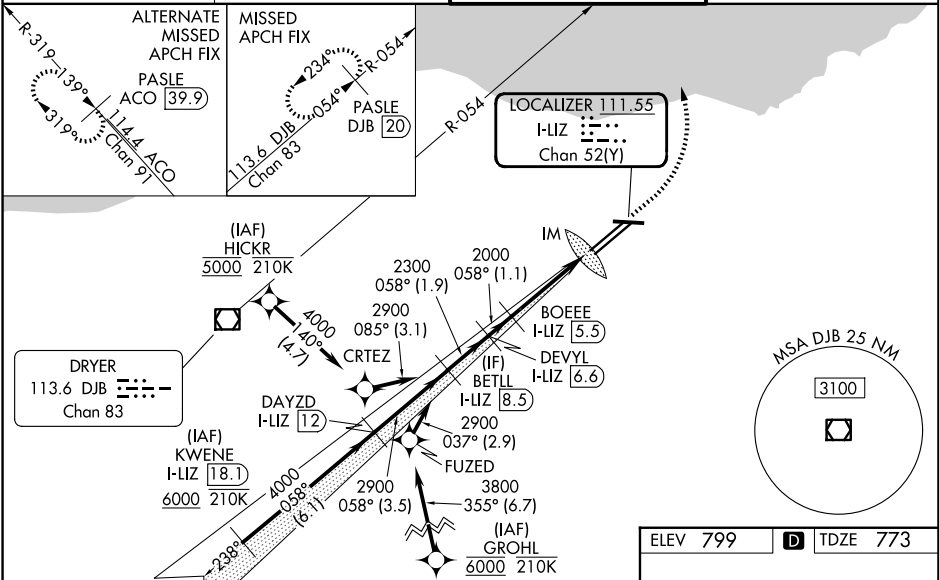 ALTERNATE
MISSED
APCH FIX
R-319
139°
319°
PASLE
ACO 39.9
114.4 ACO
Chan 91
MISSED
APCH FIX
234°
R-054
054°
PASLE
DJB 20
113.6 DJB
Chan 83
R-054
LOCALIZER 111.55
I-LIZ
Chan 52(Y)
(IAF)
HICKR
5000 210K
4000
140°
(4.7)
IM
2000
058° (1.1)
2300
058° (1.9)
2900
085° (3.1)
CRTEZ
BOEEE
I-LIZ 5.5
DEVYL
I-LIZ 6.6
(IF)
BETLL
I-LIZ 8.5
DRYER
113.6 DJB
Chan 83
DAYZD
I-LIZ 12
2900
037° (2.9)
FUZED
(IAF)
KWENE
I-LIZ 18.1
6000 210K
4000
058°
(6.1)
238°
2900
058° (3.5)
3800
355° (6.7)
(IAF)
GROHL
6000 210K
MSA DJB 25 NM
3100
ELEV 799 D TDZE 773